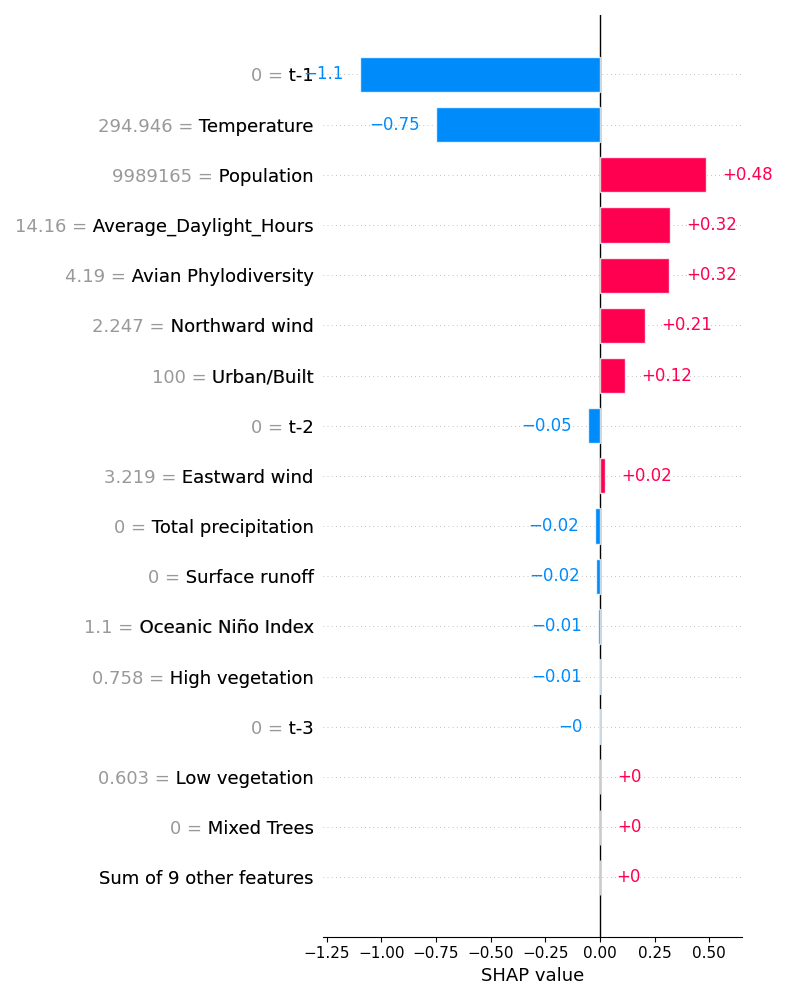 0 = t-1 −1.1
294.946 = Temperature −0.75
9989165 = Population +0.48
14.16 = Average_Daylight_Hours +0.32
4.19 = Avian Phylodiversity +0.32
2.247 = Northward wind +0.21
100 = Urban/Built +0.12
0 = t-2 −0.05
3.219 = Eastward wind +0.02
0 = Total precipitation −0.02
0 = Surface runoff −0.02
1.1 = Oceanic Niño Index −0.01
0.758 = High vegetation −0.01
0 = t-3 −0
0.603 = Low vegetation +0
0 = Mixed Trees +0
Sum of 9 other features +0
−1.25 −1.00 −0.75 −0.50 −0.25 0.00 0.25 0.50
SHAP value